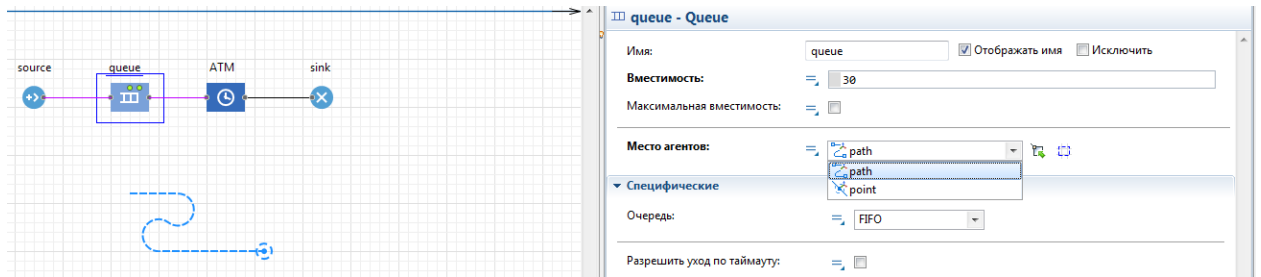 source
queue
ATM
sink
queue - Queue
Имя:
queue
Отображать имя
Исключить
Вместимость:
30
Максимальная вместимость:
Место агентов:
path
path
point
Специфические
Очередь:
FIFO
Разрешить уход по таймауту: